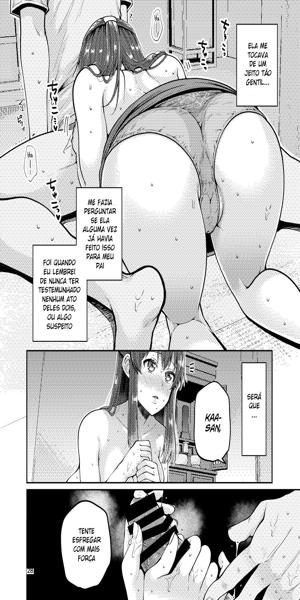 ELA ME
TOCAVA
DE UM
JEITO TÃO
GENTIL...
ME FAZIA
PERGUNTAR
SE ELA
ALGUMA VEZ
JÁ HAVIA
FEITO ISSO
PARA MEU
PAI
FOI QUANDO
EU LEMBREI
DE NUNCA TER
TESTEMUNHADO
NENHUM ATO
DELES DOIS,
OU ALGO
SUSPEITO
SERÁ
QUE
...
KAA-
SAN,
TENTE
ESFREGAR
COM MAIS
FORÇA